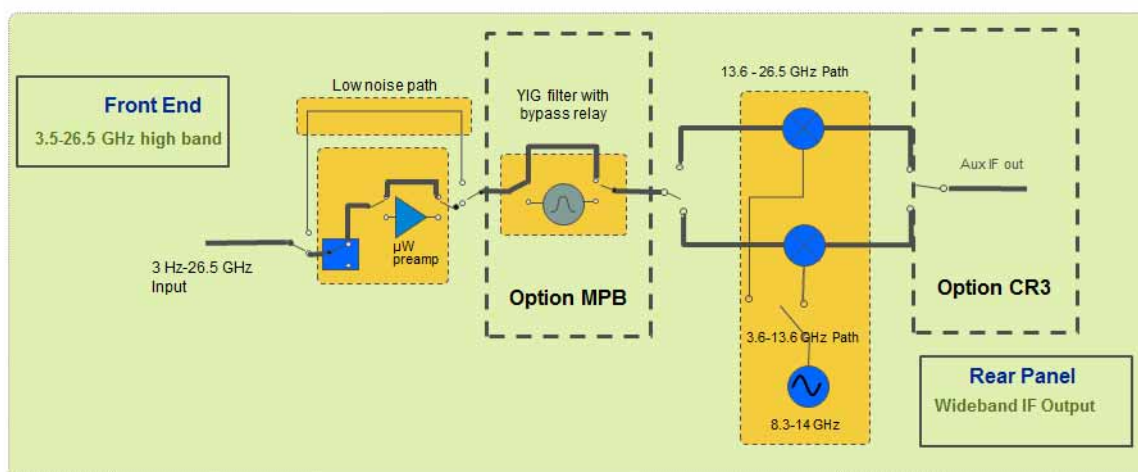 Front End
3.5-26.5 GHz high band
Low noise path
YIG filter with
bypass relay
13.6 - 26.5 GHz Path
Aux IF out
µW
preamp
3 Hz-26.5 GHz
Input
Option MPB
Option CR3
3.6-13.6 GHz Path
8.3-14 GHz
Rear Panel
Wideband IF Output